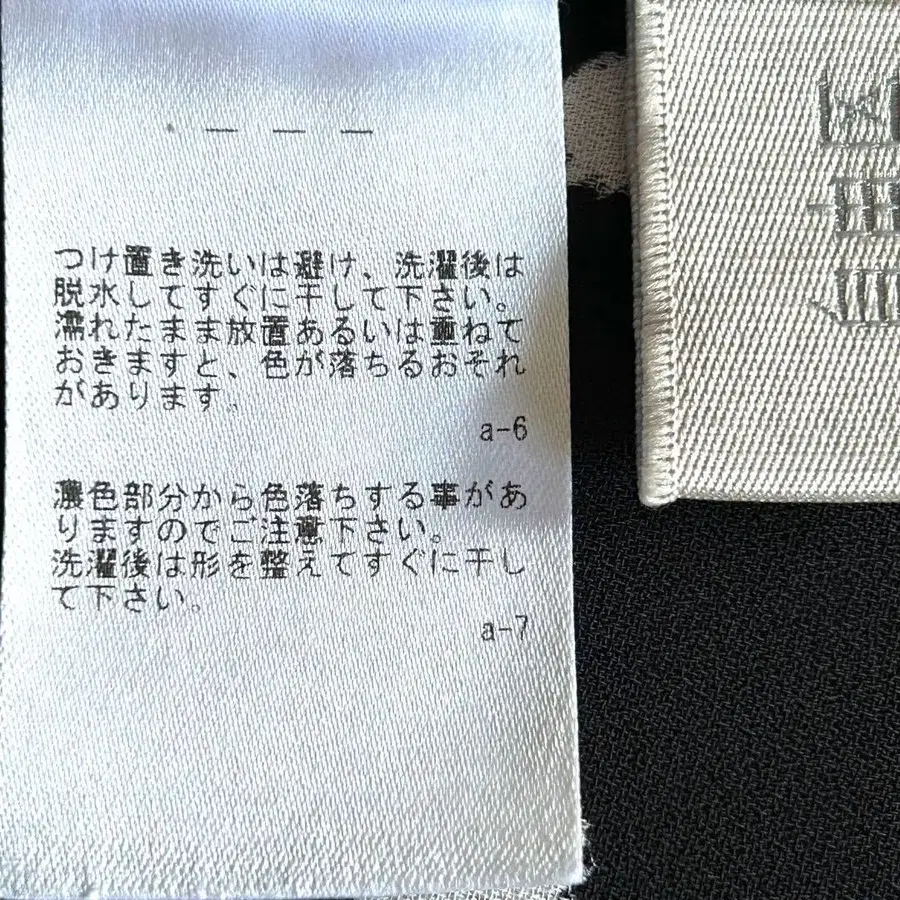 つけ置き洗いは避け、洗濯後は
脱水してすぐに干して下さい。
濡れたまま放置あるいは重ねて
おきますと、色が落ちるおそれ
があります。
a-6
濃色部分から色落ちする事があ
りますのでご注意下さい。
洗濯後は形を整えてすぐに干し
て下さい。
a-7